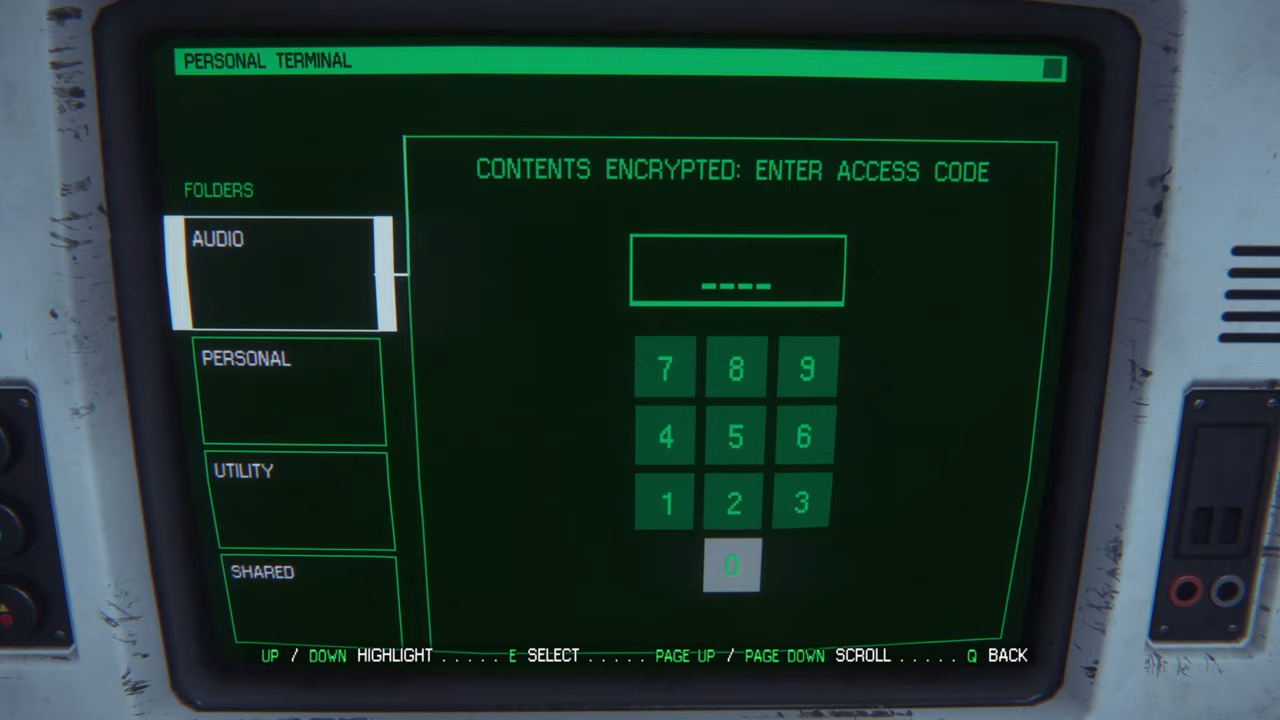 PERSONAL TERMINAL
CONTENTS ENCRYPTED: ENTER ACCESS CODE
FOLDERS
AUDIO
PERSONAL
UTILITY
SHARED
_ _ _ _
7 8 9
4 5 6
1 2 3
0
UP / DOWN HIGHLIGHT . . . . . E SELECT . . . . . PAGE UP / PAGE DOWN SCROLL . . . . . Q BACK